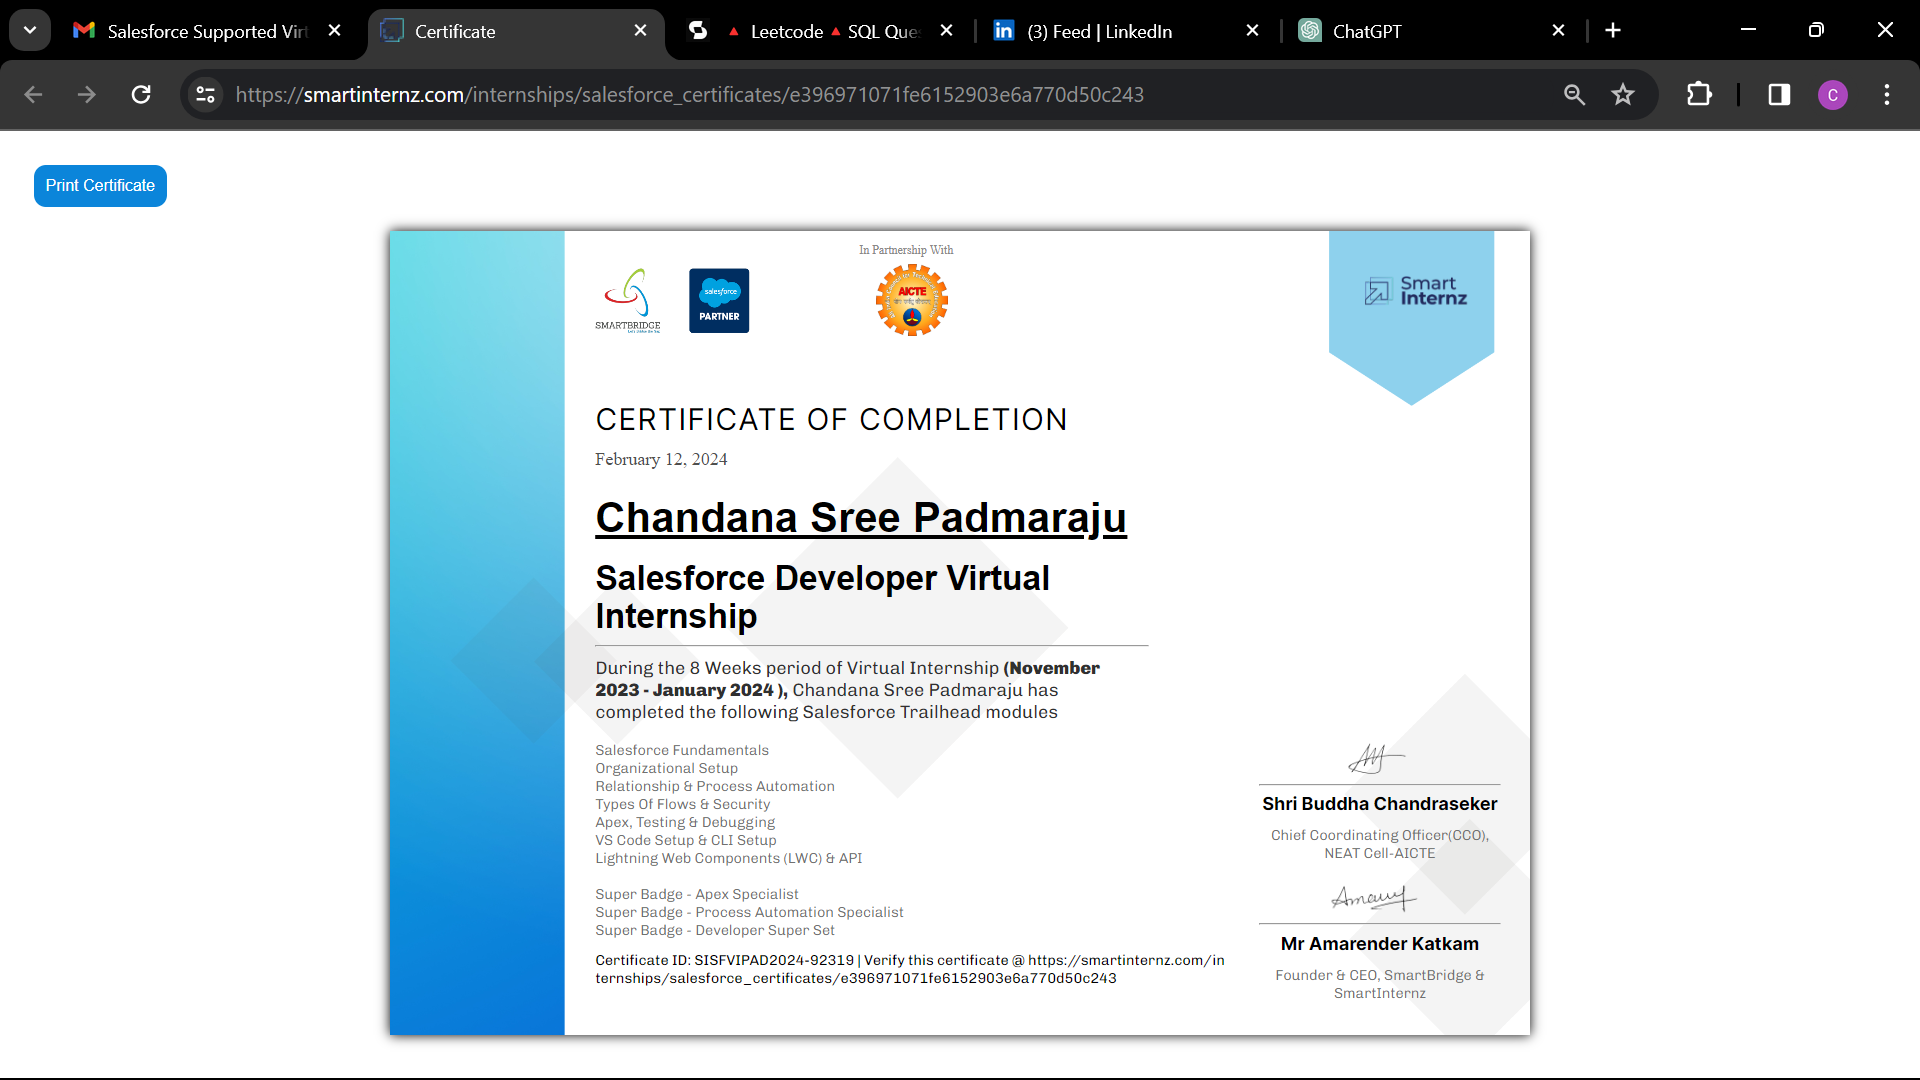 Salesforce Supported Virt
Certificate
Leetcode
SQL Que
(3) Feed | LinkedIn
ChatGPT
https://smartinternz.com/internships/salesforce_certificates/e396971071fe6152903e6a770d50c243
C
Print Certificate
In Partnership With
SMARTBRIDGE
salesforce
PARTNER
AICTE
Smart
Internz
CERTIFICATE OF COMPLETION
February 12, 2024
Chandana Sree Padmaraju
Salesforce Developer Virtual
Internship
During the 8 Weeks period of Virtual Internship (November
2023 - January 2024 ), Chandana Sree Padmaraju has
completed the following Salesforce Trailhead modules
Salesforce Fundamentals
Organizational Setup
Relationship & Process Automation
Types Of Flows & Security
Apex, Testing & Debugging
VS Code Setup & CLI Setup
Lightning Web Components (LWC) & API
Super Badge - Apex Specialist
Super Badge - Process Automation Specialist
Super Badge - Developer Super Set
Certificate ID: SISFVIPAD2024-92319 | Verify this certificate @ https://smartinternz.com/in
ternships/salesforce_certificates/e396971071fe6152903e6a770d50c243
Shri Buddha Chandraseker
Chief Coordinating Officer(CCO),
NEAT Cell-AICTE
Mr Amarender Katkam
Founder & CEO, SmartBridge &
SmartInternz